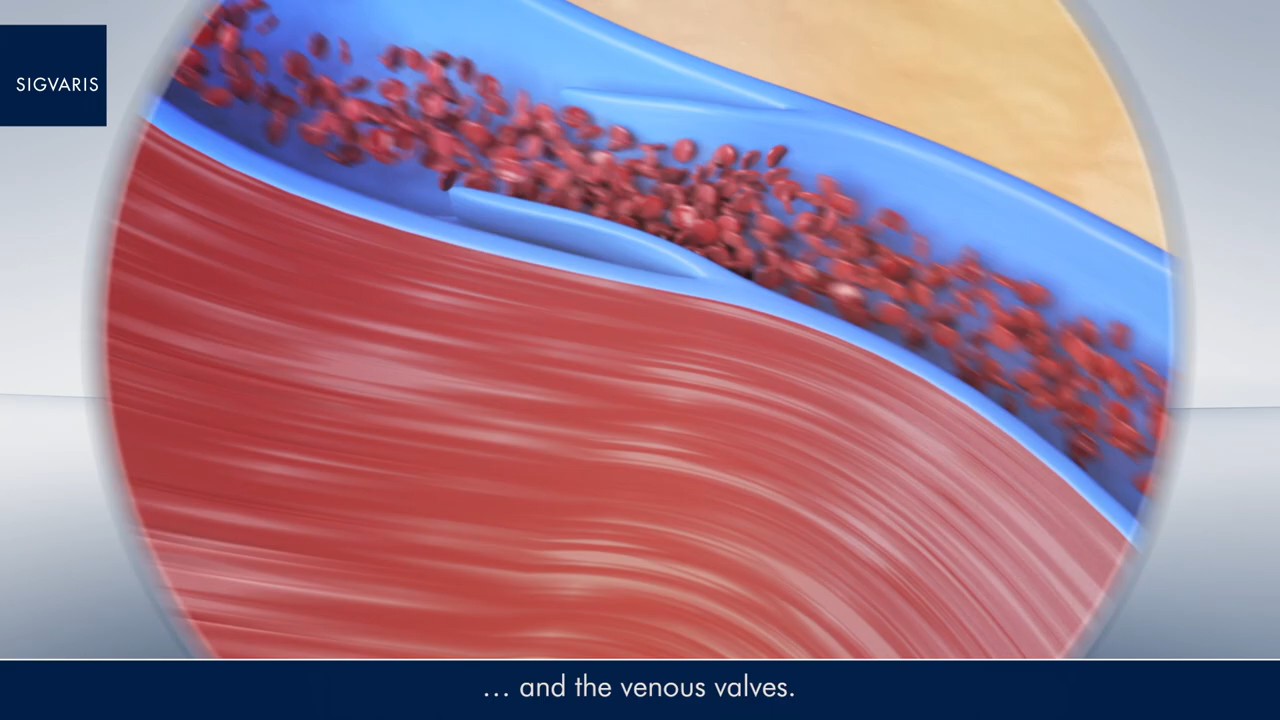 SIGVARIS
… and the venous valves.